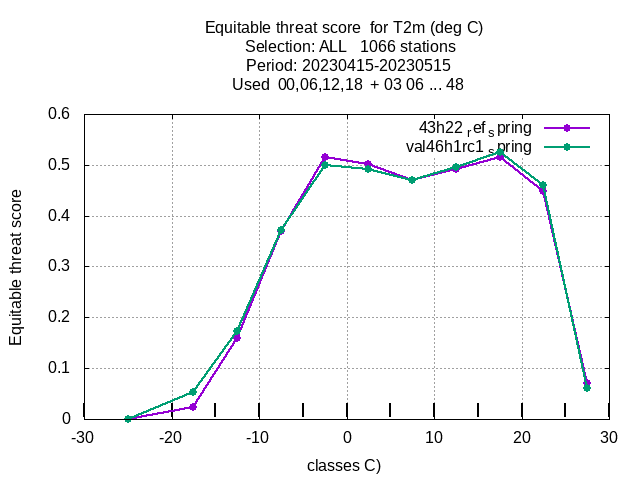 Equitable threat score for T2m (deg C)
Selection: ALL 1066 stations
Period: 20230415-20230515
Used 00,06,12,18 + 03 06 ... 48
43h22 ref spring
val46h1rc1 spring
Equitable threat score
0.6
0.5
0.4
0.3
0.2
0.1
0
-30 -20 -10 0 10 20 30
classes C)